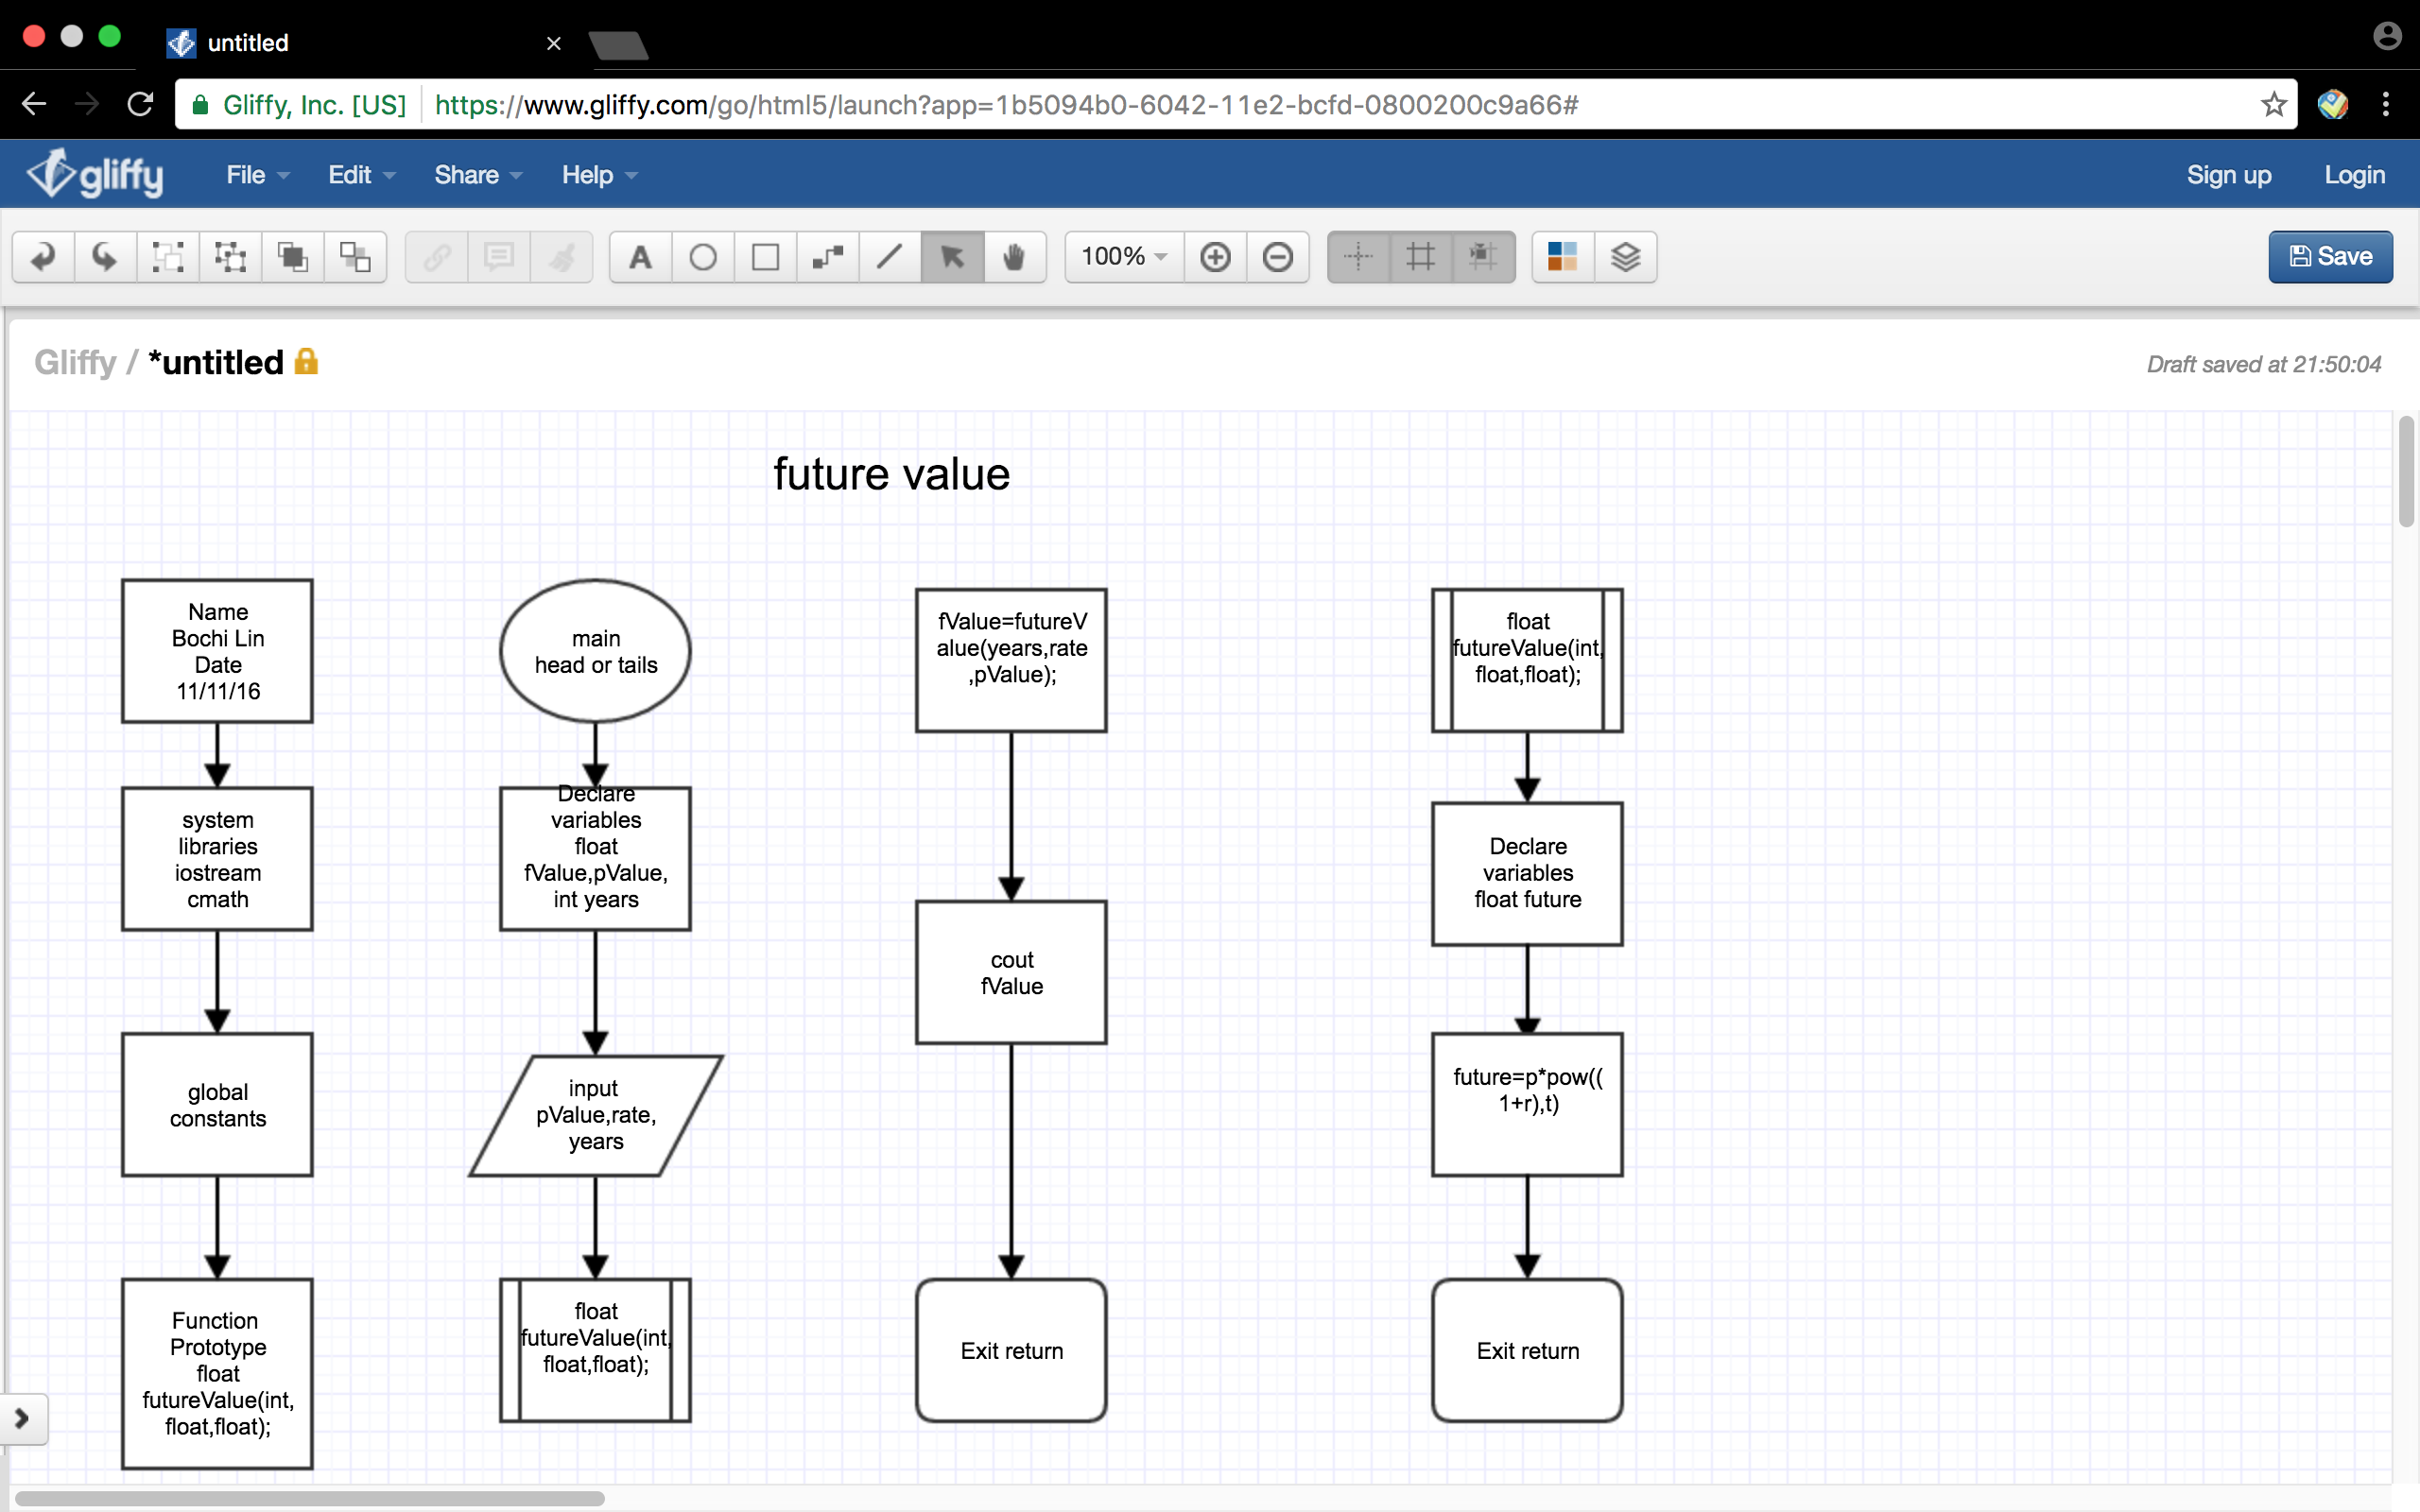 untitled
Gliffy, Inc. [US]
https://www.gliffy.com/go/html5/launch?app=1b5094b0-6042-11e2-bcfd-0800200c9a66#
gliffy
File
Edit
Share
Help
Sign up
Login
A
100%
Save
Gliffy / *untitled
Draft saved at 21:50:04
future value
Name
Bochi Lin
Date
11/11/16
system
libraries
iostream
cmath
global
constants
Function
Prototype
float
futureValue(int,
float,float);
main
head or tails
Declare
variables
float
fValue,pValue,
int years
input
pValue,rate,
years
float
futureValue(int,
float,float);
fValue=futureV
alue(years,rate
,pValue);
cout
fValue
Exit return
float
futureValue(int,
float,float);
Declare
variables
float future
future=p*pow((
1+r),t)
Exit return